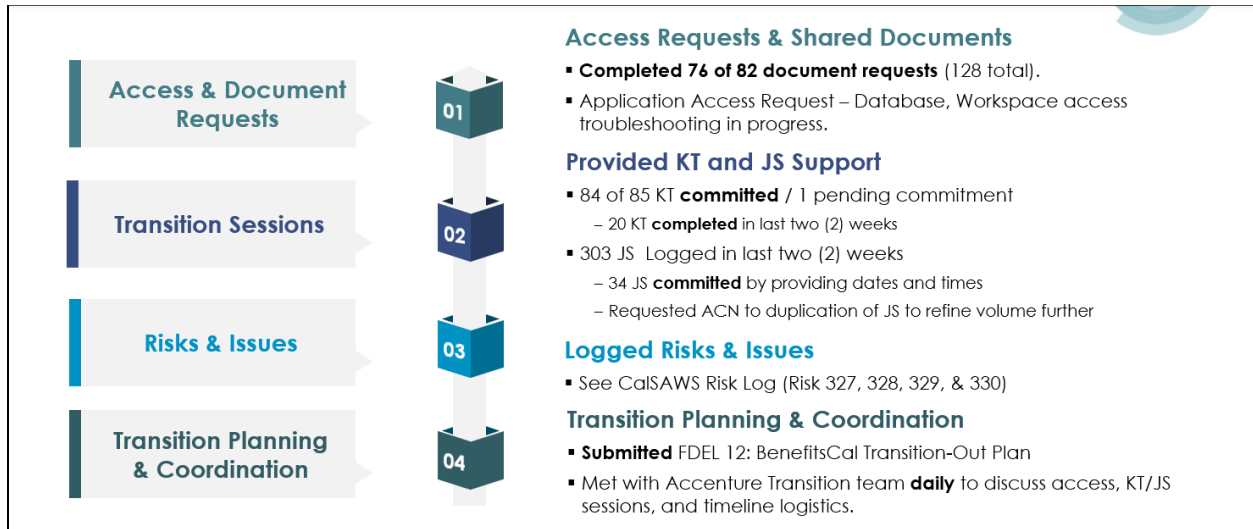 Access & Document
Requests
01
Transition Sessions
02
Risks & Issues
03
Transition Planning
& Coordination
04
Access Requests & Shared Documents
▪ Completed 76 of 82 document requests (128 total).
▪ Application Access Request – Database, Workspace access
troubleshooting in progress.
Provided KT and JS Support
▪ 84 of 85 KT committed / 1 pending commitment
– 20 KT completed in last two (2) weeks
▪ 303 JS Logged in last two (2) weeks
– 34 JS committed by providing dates and times
– Requested ACN to duplication of JS to refine volume further
Logged Risks & Issues
▪ See CalSAWS Risk Log (Risk 327, 328, 329, & 330)
Transition Planning & Coordination
▪ Submitted FDEL 12: BenefitsCal Transition-Out Plan
▪ Met with Accenture Transition team daily to discuss access, KT/JS
sessions, and timeline logistics.